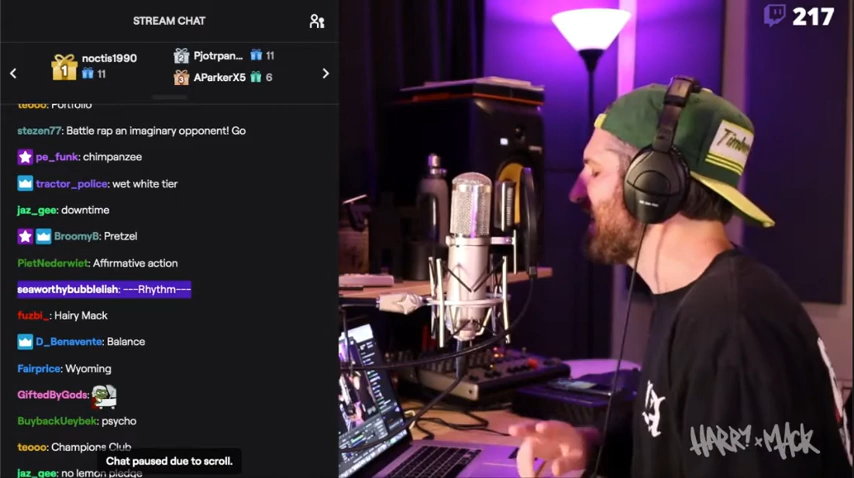 STREAM CHAT
217
noctis1990
11
Pjotrpan... 11
AParkerX5 6
teooo: Portfolio
stezen77: Battle rap an imaginary opponent! Go
pe_funk: chimpanzee
tractor_police: wet white tier
jaz_gee: downtime
BroomyB: Pretzel
PietNederwiet: Affirmative action
seaworthybubblelish: ---Rhythm---
fuzbi_: Hairy Mack
D_Benavente: Balance
Fairprice: Wyoming
GiftedByGods:
BuybackUeybek: psycho
teooo: Champions Club
Chat paused due to scroll.
jaz_gee: no lemon pledge
HARRY x MACK